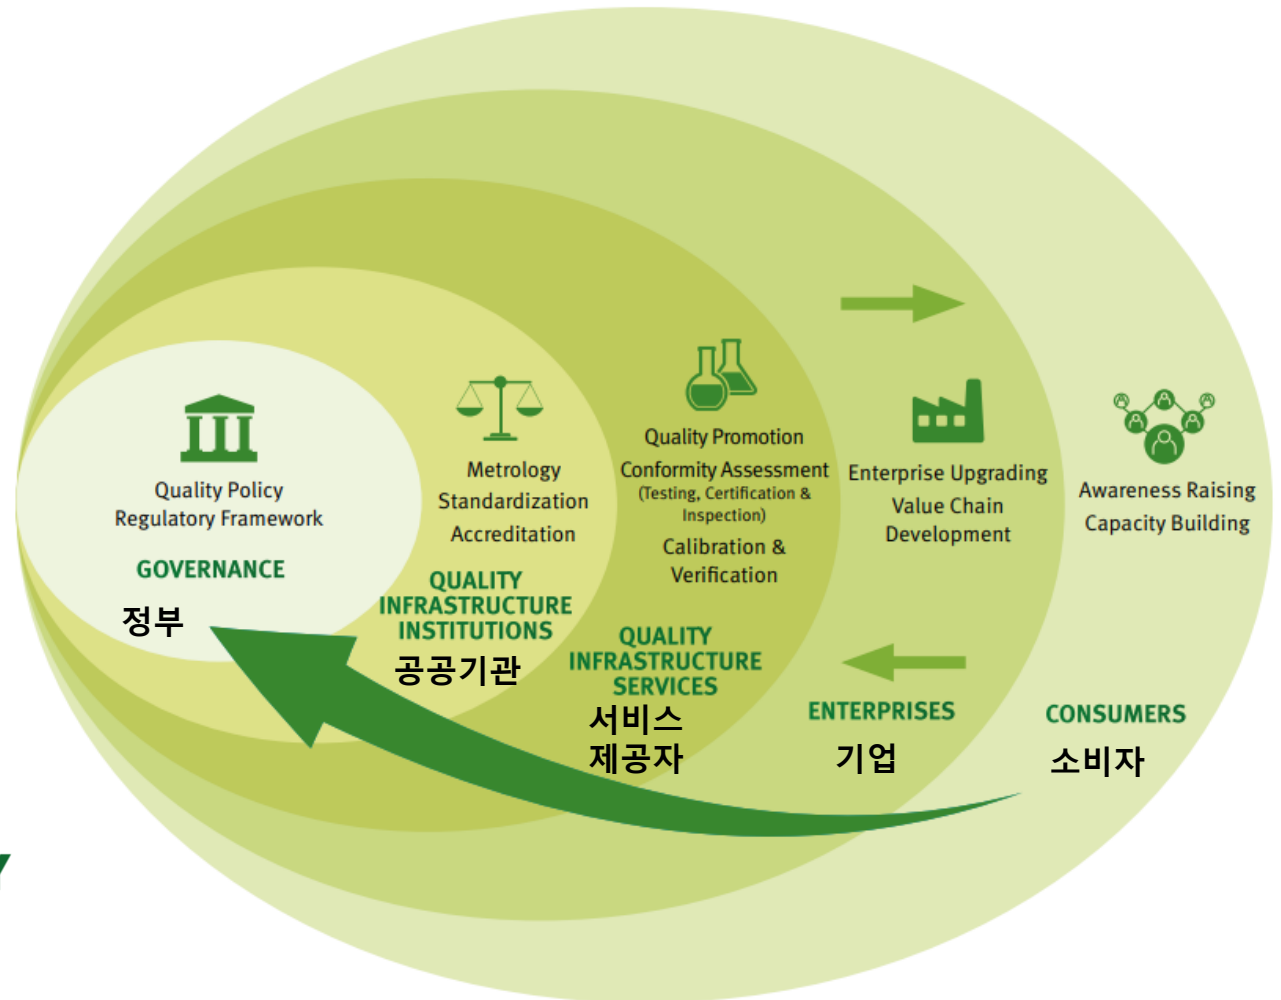 Quality Policy
Regulatory Framework
GOVERNANCE
정부
Metrology
Standardization
Accreditation
QUALITY
INFRASTRUCTURE
INSTITUTIONS
공공기관
Quality Promotion
Conformity Assessment
(Testing, Certification &
Inspection)
Calibration &
Verification
QUALITY
INFRASTRUCTURE
SERVICES
서비스
제공자
Enterprise Upgrading
Value Chain
Development
ENTERPRISES
기업
Awareness Raising
Capacity Building
CONSUMERS
소비자